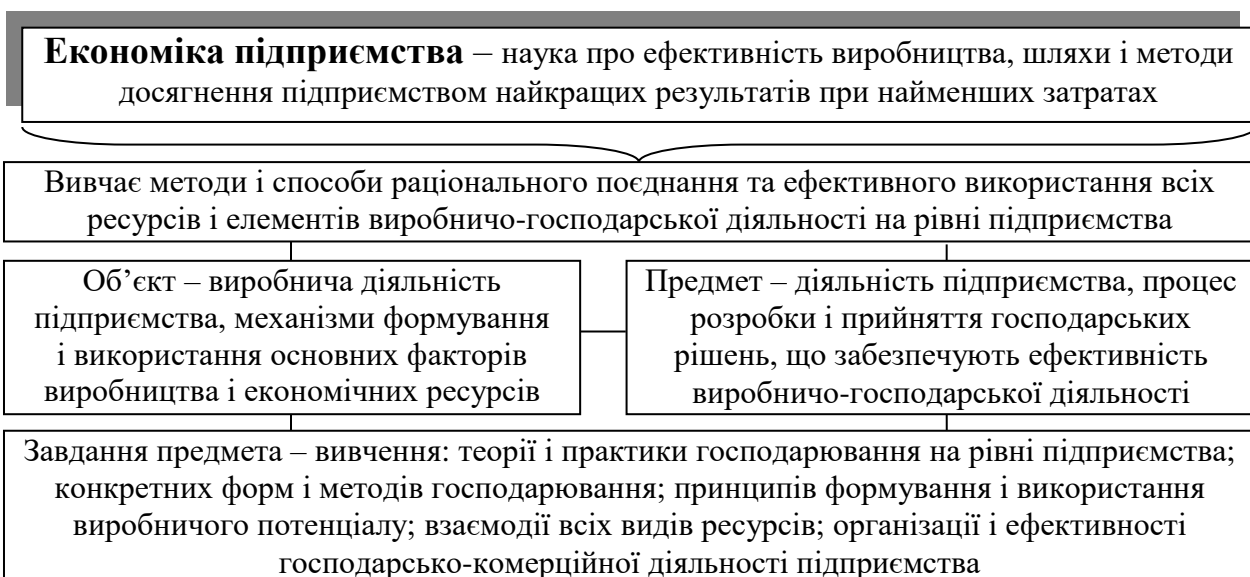 Економіка підприємства – наука про ефективність виробництва, шляхи і методи
досягнення підприємством найкращих результатів при найменших затратах
Вивчає методи і способи раціонального поєднання та ефективного використання всіх
ресурсів і елементів виробничо-господарської діяльності на рівні підприємства
Об’єкт – виробнича діяльність
підприємства, механізми формування
і використання основних факторів
виробництва і економічних ресурсів
Предмет – діяльність підприємства, процес
розробки і прийняття господарських
рішень, що забезпечують ефективність
виробничо-господарської діяльності
Завдання предмета – вивчення: теорії і практики господарювання на рівні підприємства;
конкретних форм і методів господарювання; принципів формування і використання
виробничого потенціалу; взаємодії всіх видів ресурсів; організації і ефективності
господарсько-комерційної діяльності підприємства